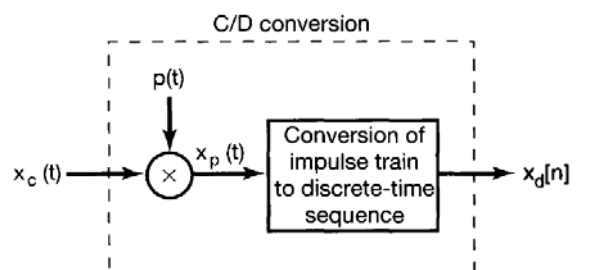 C/D conversion
p(t)
x_c (t)
×
x_p (t)
Conversion of
impulse train
to discrete-time
sequence
x_d[n]